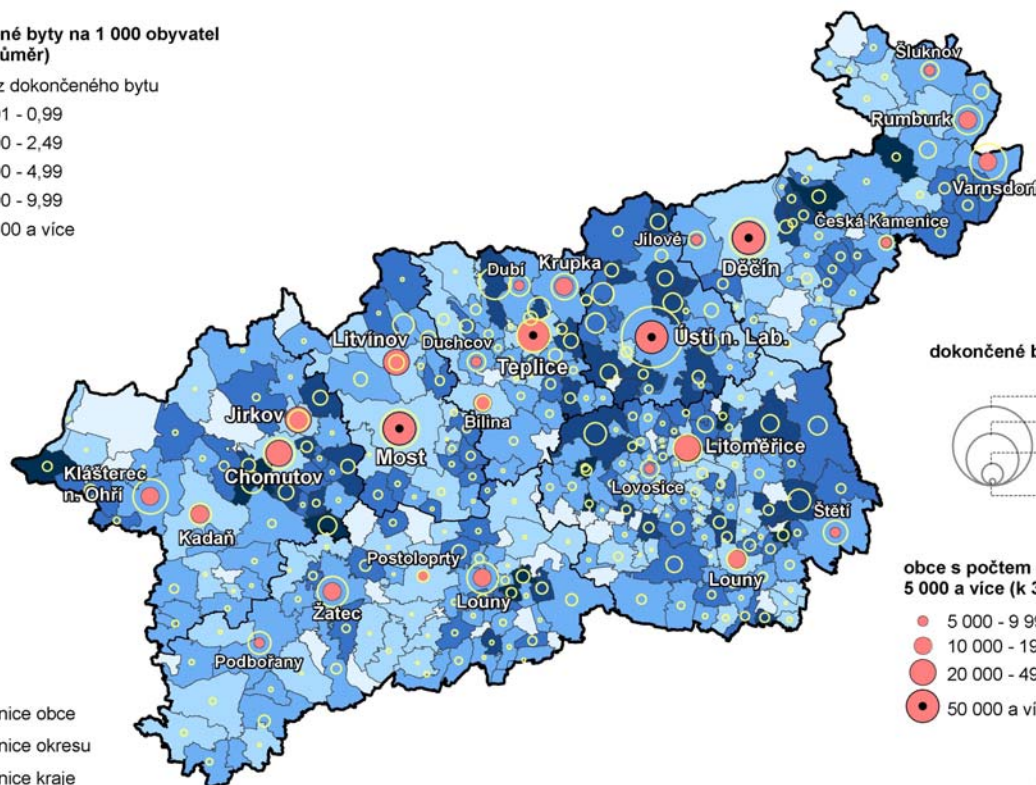 né byty na 1 000 obyvatel
ůměr)
z dokončeného bytu
1 - 0,99
0 - 2,49
0 - 4,99
0 - 9,99
00 a více
Šluknov
Rumburk
Varnsdorf
Česká Kamenice
Jílové
Děčín
Krupka
Dubí
Ústí n. Lab.
Litvínov
Duchcov
Teplice
dokončené b
Jirkov
Bílina
Most
Litoměřice
Klášterec
n. Ohří
Chomutov
Lovosice
Štětí
Kadaň
Postoloprty
Louny
Louny
Žatec
obce s počtem
5 000 a více (k 3
5 000 - 9 99
10 000 - 19
20 000 - 49
50 000 a ví
Podbořany
nice obce
nice okresu
nice kraje